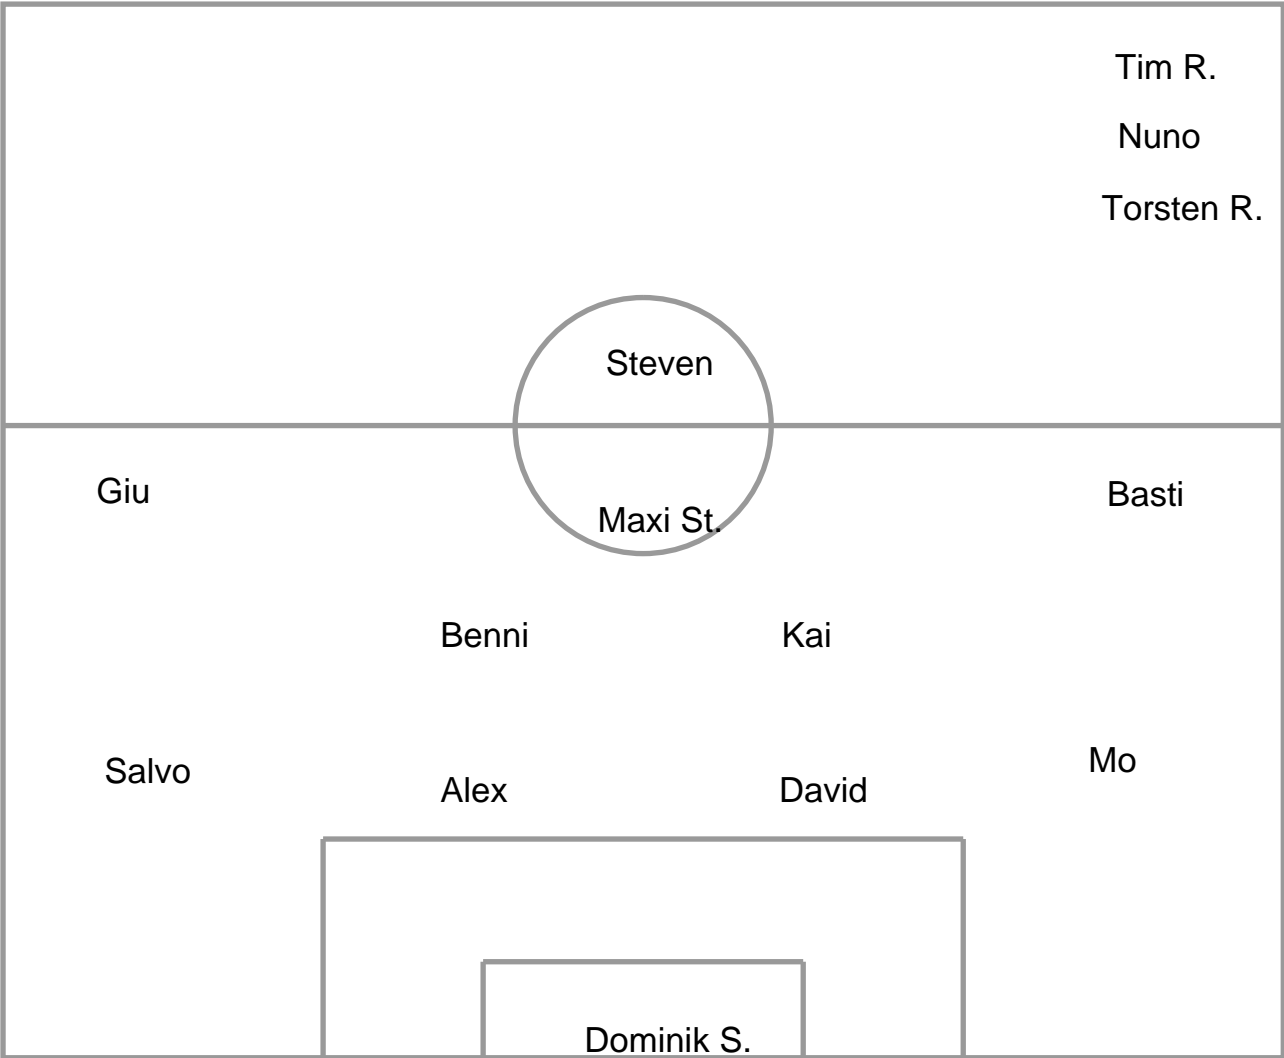 Tim R.
Nuno
Torsten R.
Steven
Giu
Basti
Maxi St.
Benni
Kai
Salvo
Mo
Alex
David
Dominik S.